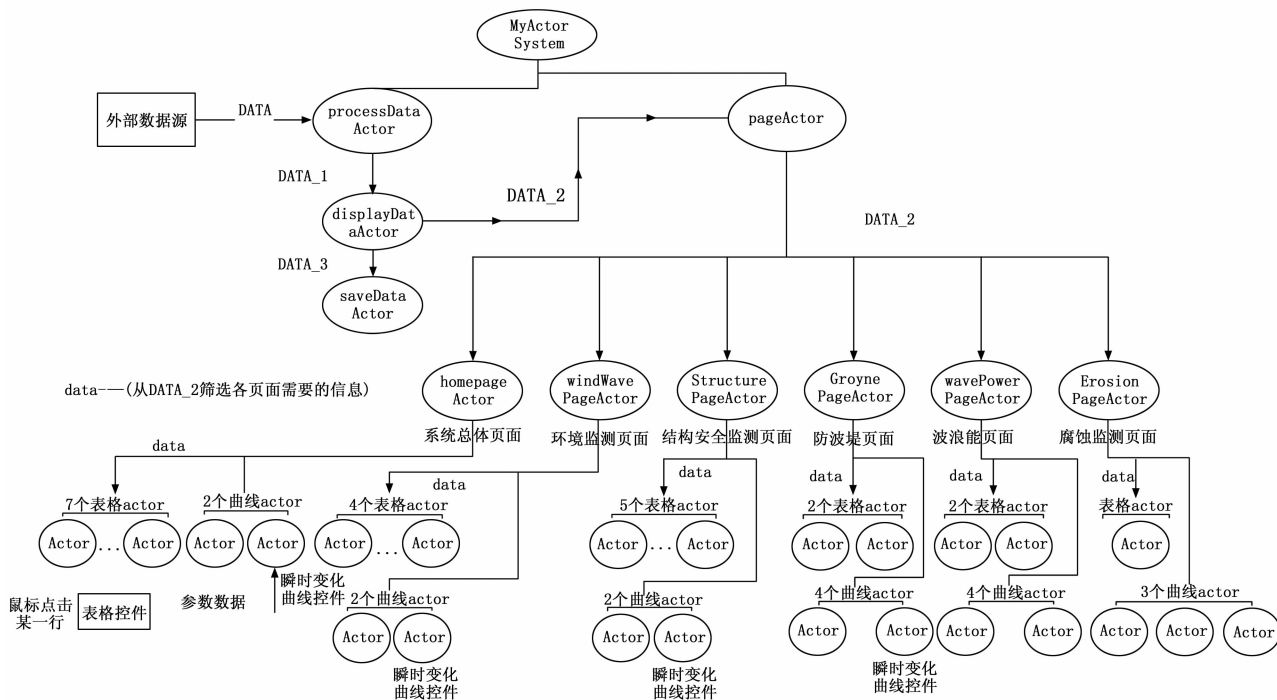 MyActor
System
外部数据源
DATA
processData
Actor
pageActor
DATA_1
DATA_2
displayDat
aActor
DATA_2
DATA_3
saveData
Actor
data-—(从DATA_2筛选各页面需要的信息)
homepage
Actor
windWave
PageActor
Structure
PageActor
Groyne
PageActor
wavePower
PageActor
Erosion
PageActor
系统总体页面
环境监测页面
结构安全监测页面
防波堤页面
波浪能页面
腐蚀监测页面
data
data
data
data
data
data
7个表格actor
2个曲线actor
4个表格actor
5个表格actor
2个表格actor
2个表格actor
表格actor
Actor
...
Actor
Actor
Actor
Actor
...
Actor
Actor
...
Actor
Actor
Actor
Actor
Actor
Actor
鼠标点击
某一行
表格控件
参数数据
瞬时变化
曲线控件
2个曲线actor
2个曲线actor
4个曲线actor
4个曲线actor
3个曲线actor
Actor
Actor
Actor
Actor
Actor
Actor
Actor
Actor
Actor
Actor
Actor
瞬时变化
曲线控件
瞬时变化
曲线控件
瞬时变化
曲线控件